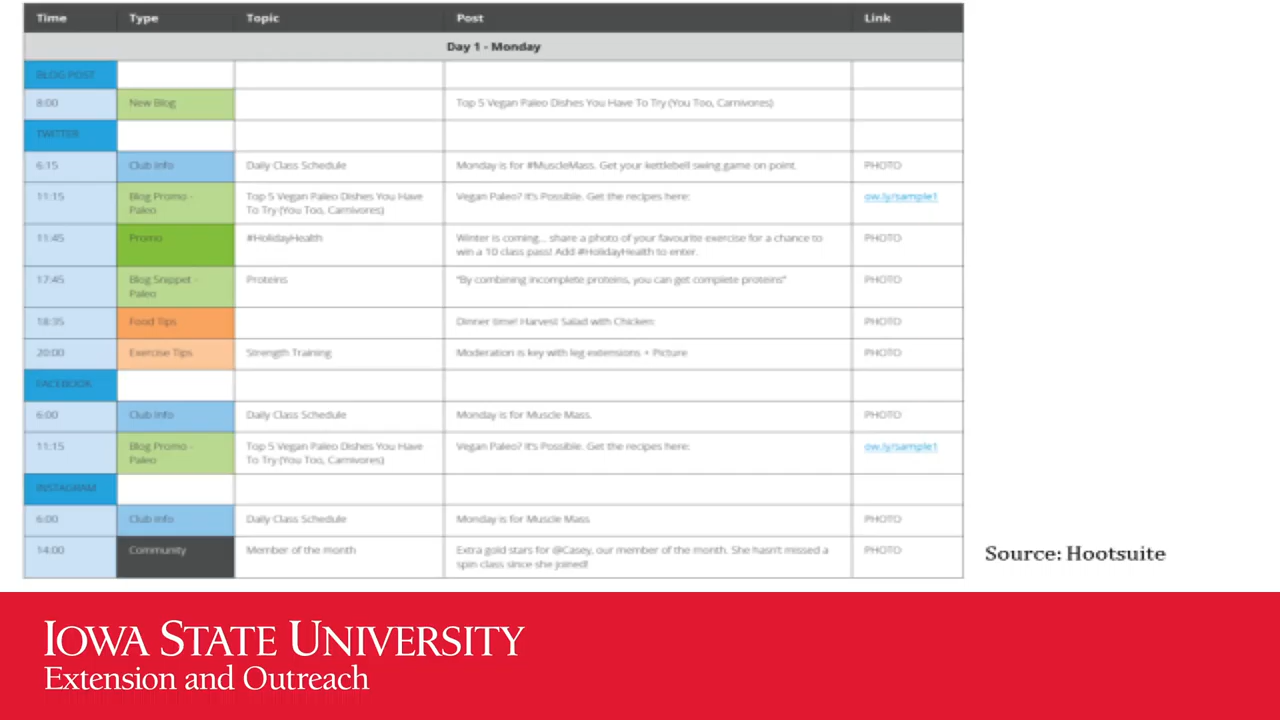 Time Type Topic Post Link
Day 1 - Monday
BLOG POST
8:00 New Blog Top 5 Vegan Paleo Dishes You Have To Try (You Too, Carnivores)
TWITTER
6:15 Club Info Daily Class Schedule Monday is for #MuscleMass. Get your kettlebell swing game on point. PHOTO
11:15 Blog Promo - Top 5 Vegan Paleo Dishes You Have Vegan Paleo? It's Possible. Get the recipes here: ow.ly/sample1
Paleo To Try (You Too, Carnivores)
11:45 Promo #HolidayHealth Winter is coming... share a photo of your favourite exercise for a chance to PHOTO
win a 10 class pass! Add #HolidayHealth to enter.
17:45 Blog Snippet - Proteins "By combining incomplete proteins, you can get complete proteins" PHOTO
Paleo
18:35 Food Tips Dinner time! Harvest Salad with Chicken: PHOTO
20:00 Exercise Tips Strength Training Moderation is key with leg extensions + Picture PHOTO
FACEBOOK
6:00 Club Info Daily Class Schedule Monday is for Muscle Mass. PHOTO
11:15 Blog Promo - Top 5 Vegan Paleo Dishes You Have Vegan Paleo? It's Possible. Get the recipes here: ow.ly/sample1
Paleo To Try (You Too, Carnivores)
INSTAGRAM
6:00 Club Info Daily Class Schedule Monday is for Muscle Mass PHOTO
14:00 Community Member of the month Extra gold stars for @Casey, our member of the month. She hasn't missed a PHOTO
spin class since she joined!
Source: Hootsuite
IOWA STATE UNIVERSITY
Extension and Outreach